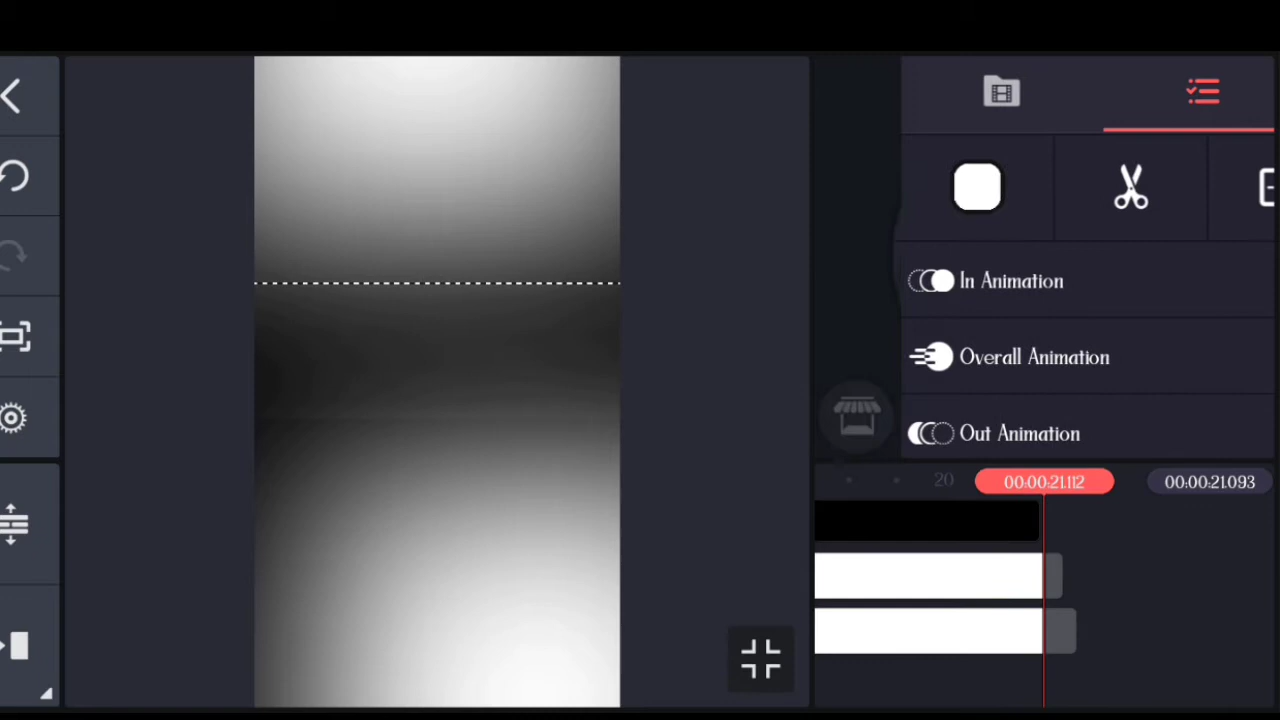 In Animation
Overall Animation
Out Animation
20
00:00:21.112
00:00:21.093